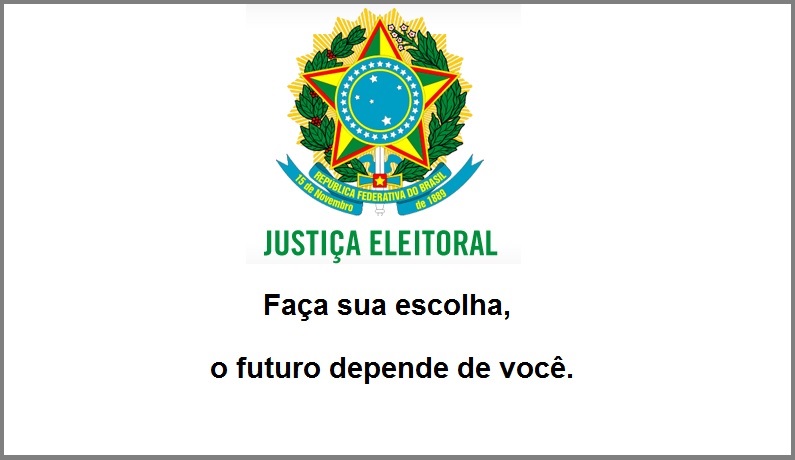 REPÚBLICA FEDERATIVA DO BRASIL
15 de Novembro de 1889
JUSTIÇA ELEITORAL
Faça sua escolha,
o futuro depende de você.